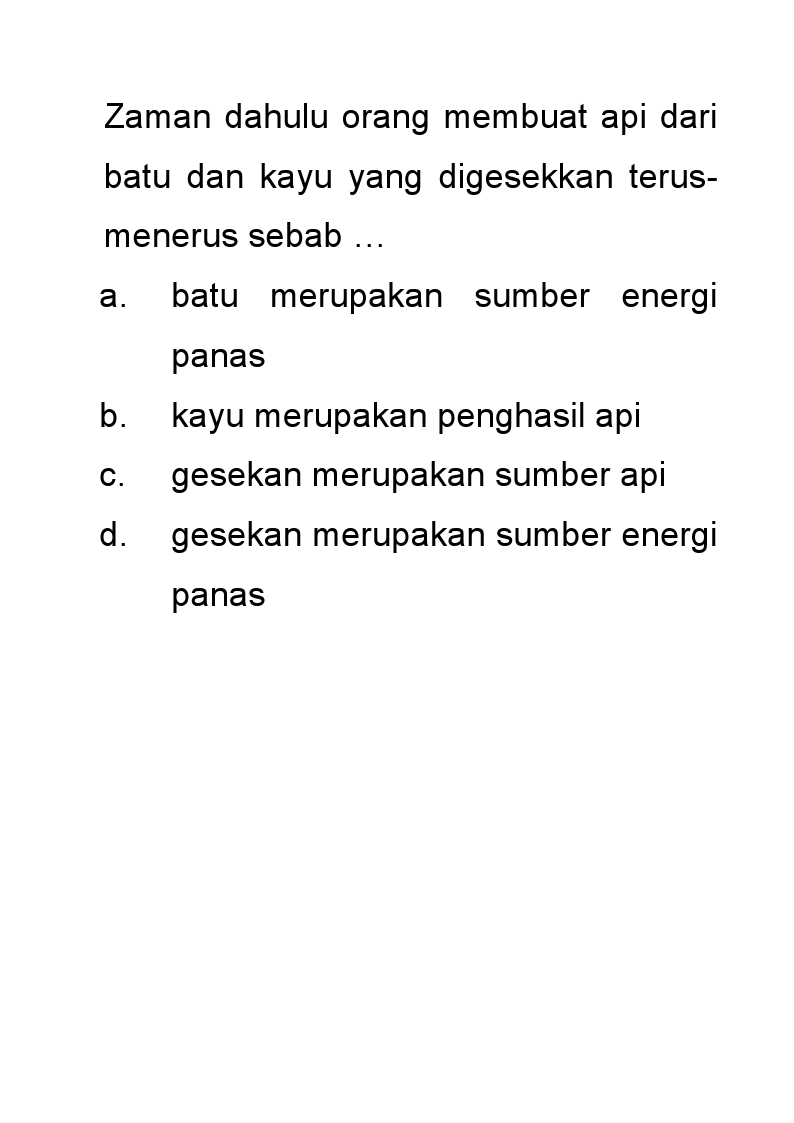 Zaman dahulu orang membuat api dari
batu dan kayu yang digesekkan terus-
menerus sebab …
a. batu merupakan sumber energi
panas
b. kayu merupakan penghasil api
c. gesekan merupakan sumber api
d. gesekan merupakan sumber energi
panas